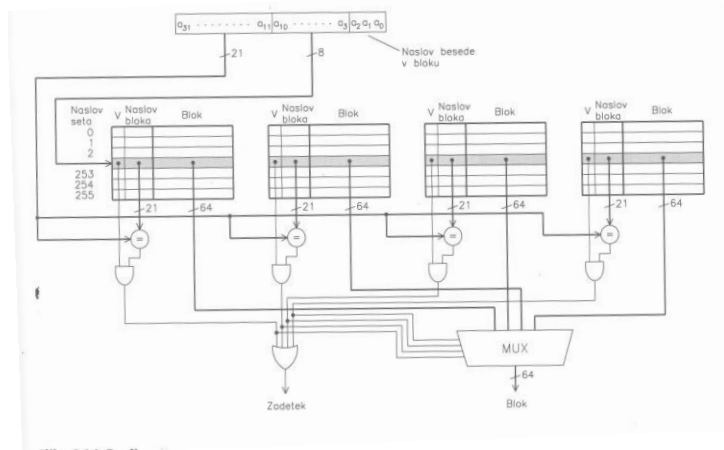 a31 ········ a11 a10 ······ a3 a2 a1 a0
21
8
Naslov besede
v bloku
Naslov
seta
V Naslov
bloka
Blok
V Naslov
bloka
Blok
V Naslov
bloka
Blok
V Naslov
bloka
Blok
0
1
2
253
254
255
21
64
21
64
21
64
21
64
=
=
=
=
MUX
64
Zadetek
Blok